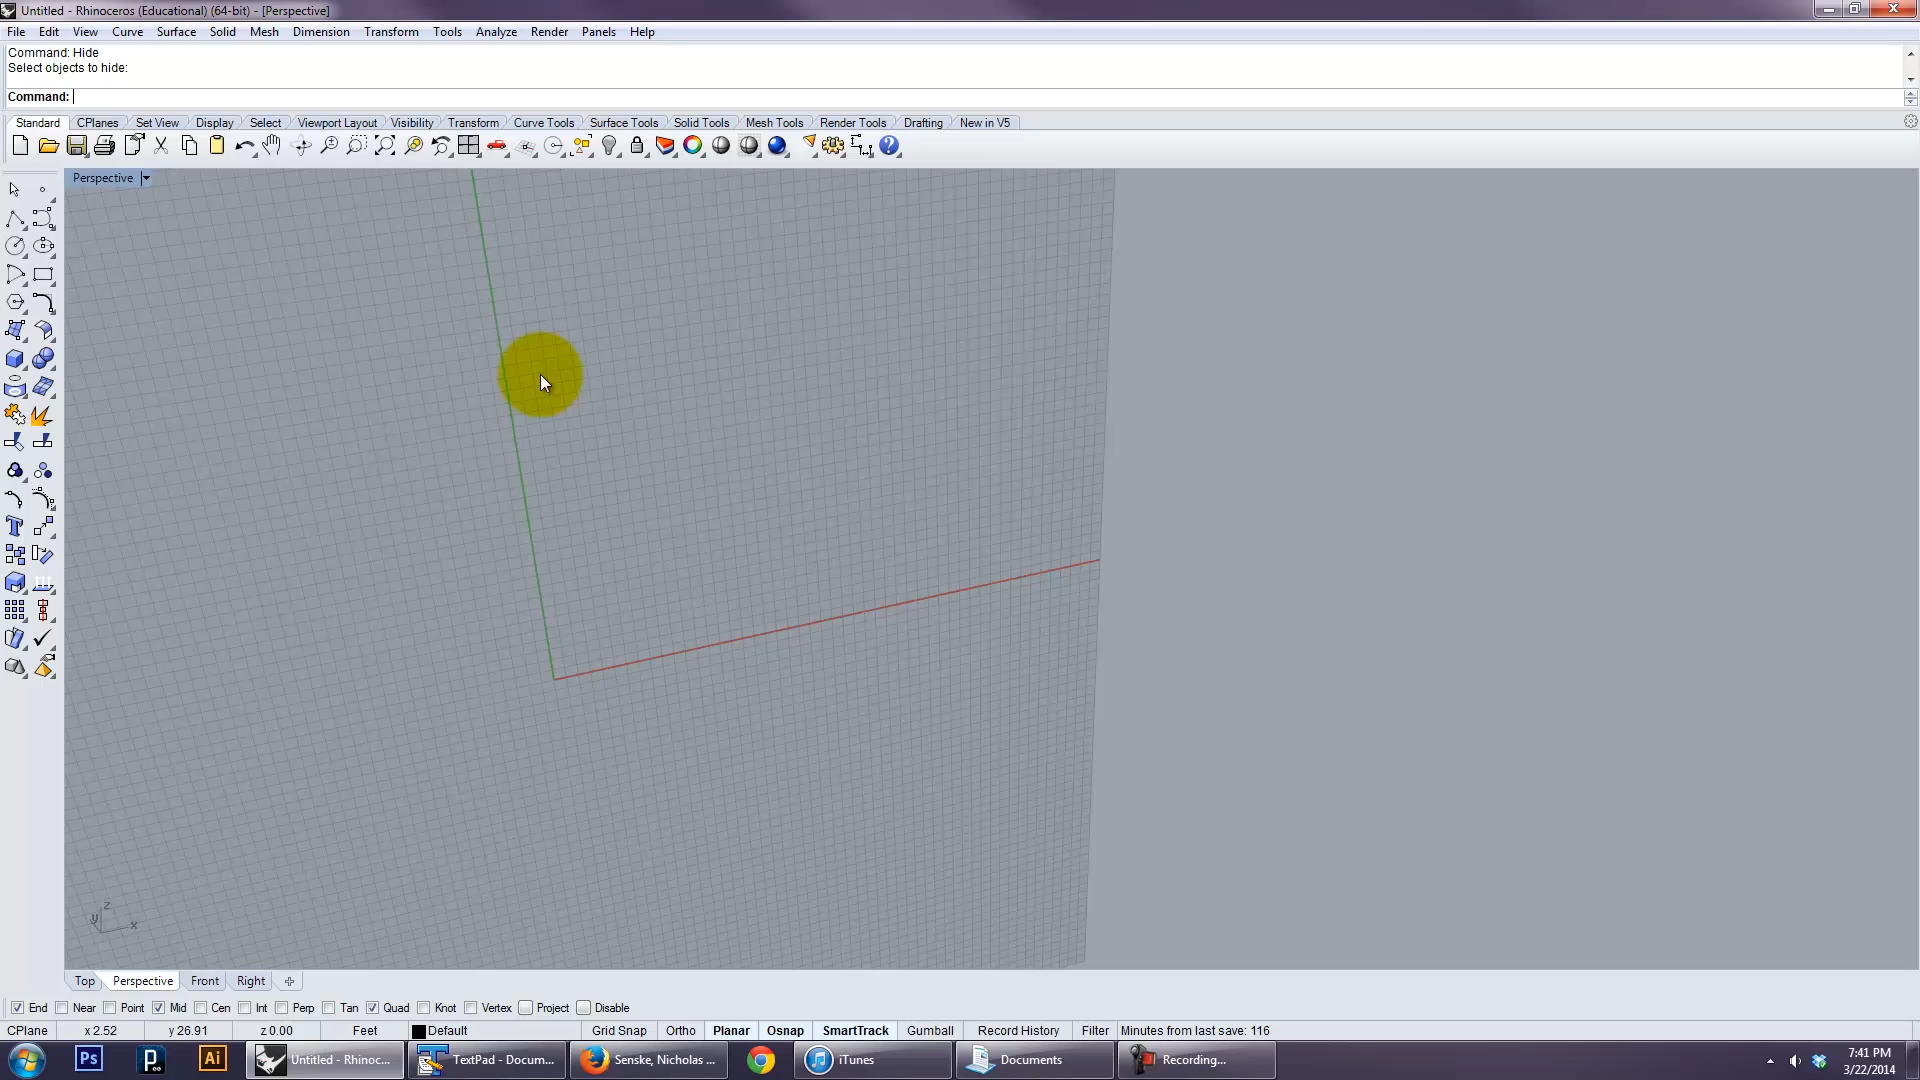 Untitled - Rhinoceros (Educational) (64-bit) - [Perspective]
File Edit View Curve Surface Solid Mesh Dimension Transform Tools Analyze Render Panels Help
Command: Hide
Select objects to hide:
Command:
Standard CPlanes Set View Display Select Viewport Layout Visibility Transform Curve Tools Surface Tools Solid Tools Mesh Tools Render Tools Drafting New in V5
Perspective
z
y x
Top Perspective Front Right
End Near Point Mid Cen Int Perp Tan Quad Knot Vertex Project Disable
CPlane x 2.52 y 26.91 z 0.00 Feet Default Grid Snap Ortho Planar Osnap SmartTrack Gumball Record History Filter Minutes from last save: 116
Ps p Ai Untitled - Rhinoc... TextPad - Docum... Senske, Nicholas ... iTunes Documents Recording... 7:41 PM
3/22/2014